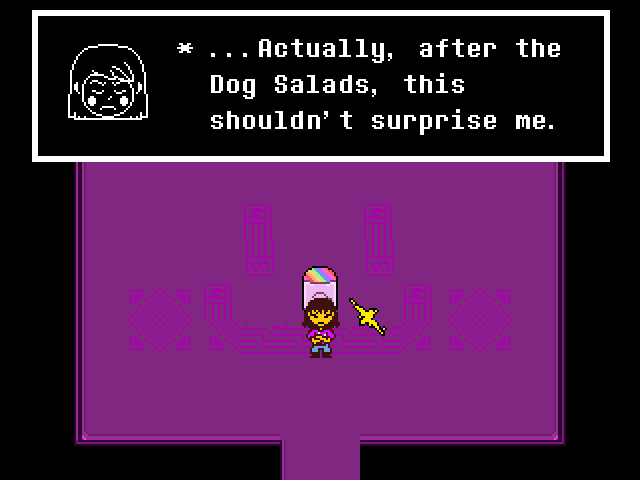 * ...Actually, after the
Dog Salads, this
shouldn't surprise me.